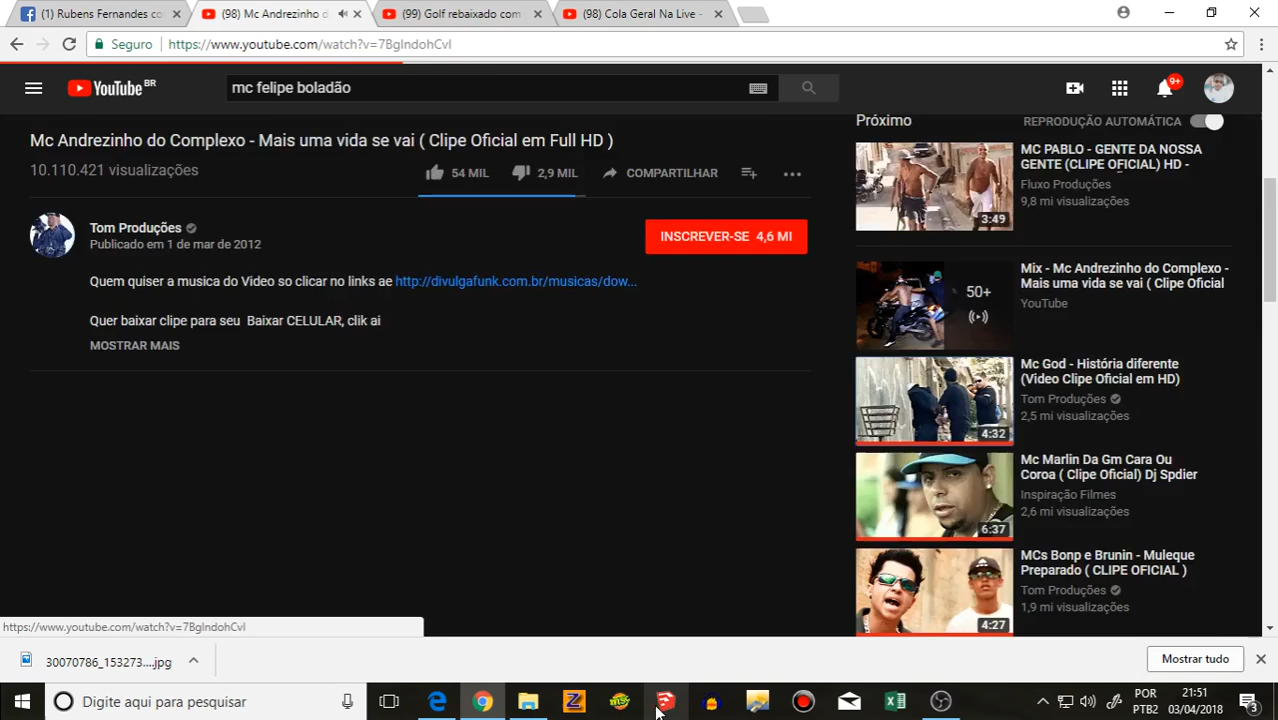 (1) Rubens Fernandes co
(98) Mc Andrezinho d
(99) Golf rebaixado com
(98) Cola Geral Na Live -
Seguro
https://www.youtube.com/watch?v=7BgIndohCvI
YouTube BR
mc felipe boladão
9+
Mc Andrezinho do Complexo - Mais uma vida se vai ( Clipe Oficial em Full HD )
10.110.421 visualizações
54 MIL
2,9 MIL
COMPARTILHAR
Tom Produções
Publicado em 1 de mar de 2012
INSCREVER-SE 4,6 MI
Quem quiser a musica do Video so clicar no links ae http://divulgafunk.com.br/musicas/dow...
Quer baixar clipe para seu Baixar CELULAR, clik ai
MOSTRAR MAIS
Próximo
REPRODUÇÃO AUTOMÁTICA
MC PABLO - GENTE DA NOSSA
GENTE (CLIPE OFICIAL) HD -
Fluxo Produções
9,8 mi visualizações
3:49
Mix - Mc Andrezinho do Complexo -
Mais uma vida se vai ( Clipe Oficial
YouTube
50+
Mc God - História diferente
(Video Clipe Oficial em HD)
Tom Produções
2,5 mi visualizações
4:32
Mc Marlin Da Gm Cara Ou
Coroa ( Clipe Oficial) Dj Spdier
Inspiração Filmes
2,6 mi visualizações
6:37
MCs Bonp e Brunin - Muleque
Preparado ( CLIPE OFICIAL )
Tom Produções
1,9 mi visualizações
4:27
https://www.youtube.com/watch?v=7BgIndohCvI
30070786_153273....jpg
Mostrar tudo
Digite aqui para pesquisar
POR
PTB2
21:51
03/04/2018
3